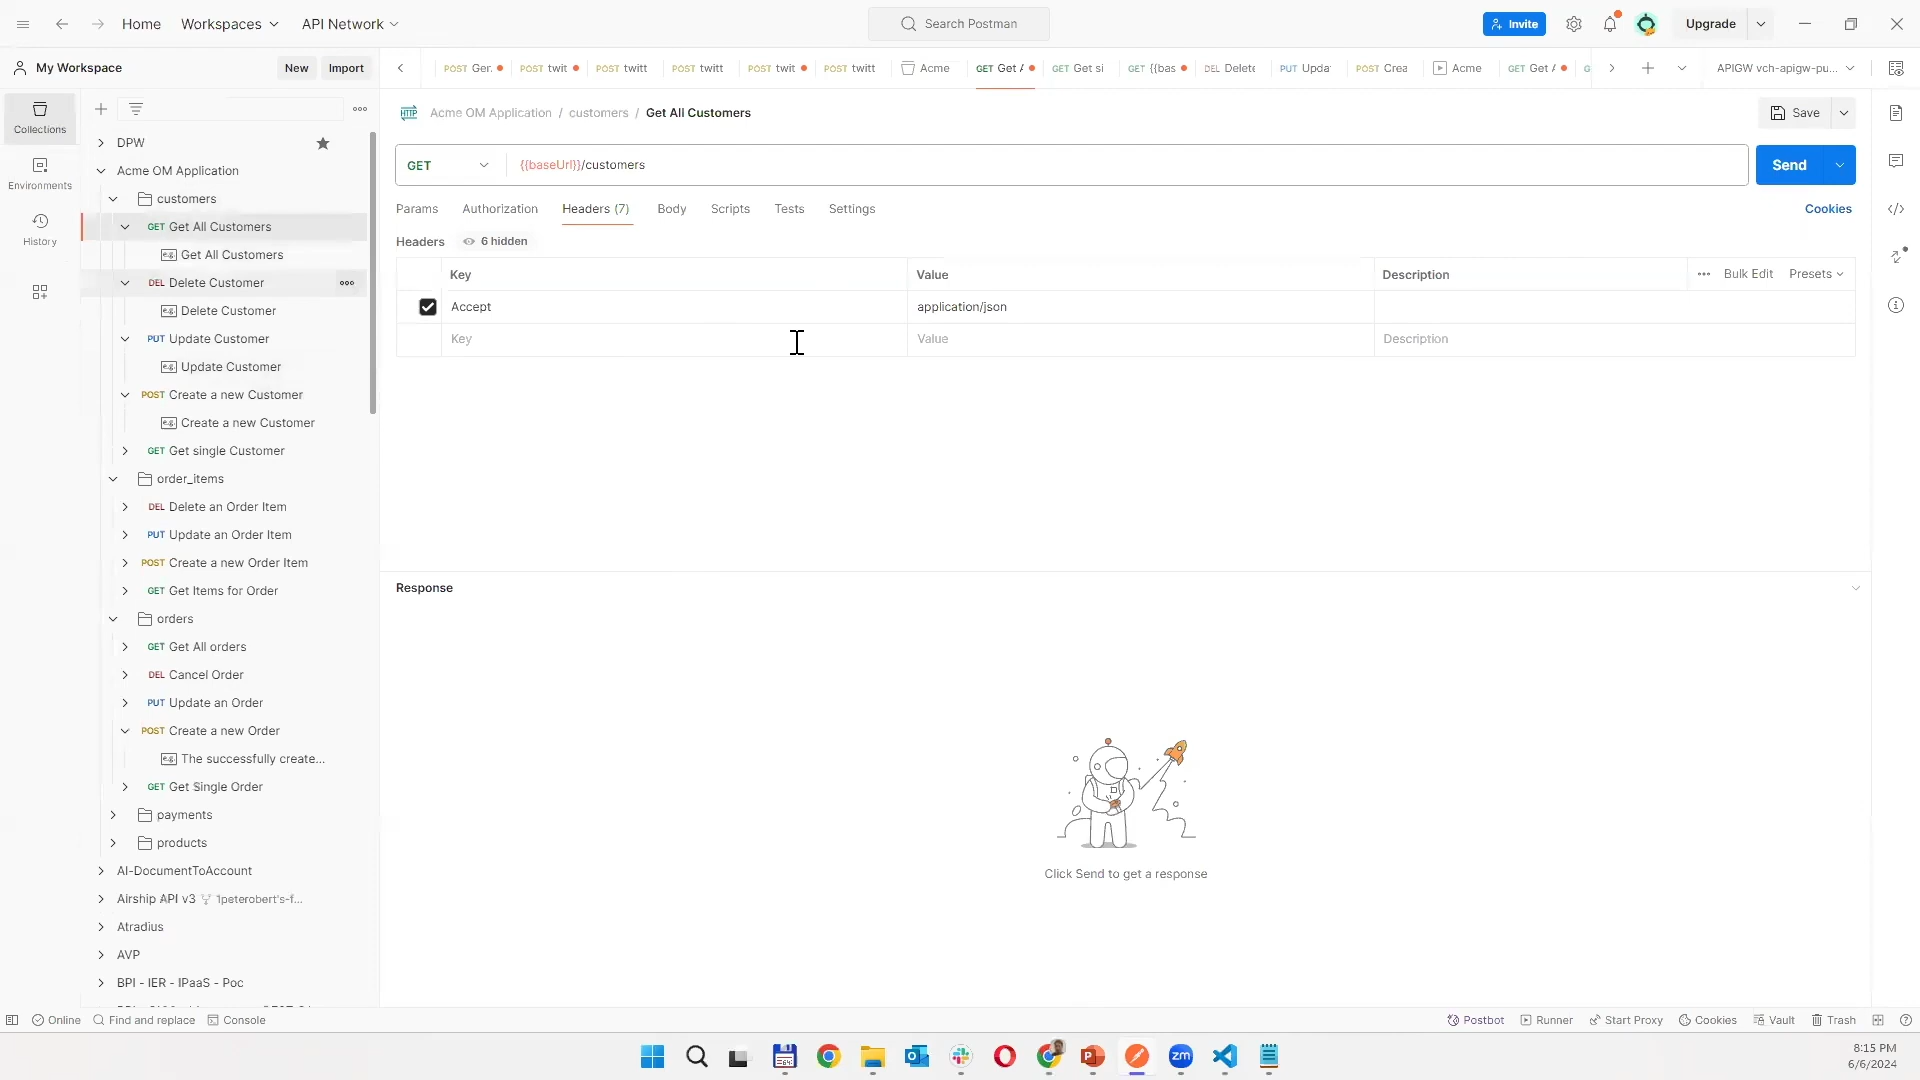 Home Workspaces API Network Search Postman Invite Upgrade
My Workspace New Import POST Ger. POST twit POST twitt POST twitt POST twit POST twitt Acme GET Get / GET Get si GET {{bas DEL Delete PUT Upda POST Crea Acme GET Get / APIGW vch-apigw-pu...
Collections
Environments
History
DPW
Acme OM Application
customers
GET Get All Customers
Get All Customers
DEL Delete Customer
Delete Customer
PUT Update Customer
Update Customer
POST Create a new Customer
Create a new Customer
GET Get single Customer
order_items
DEL Delete an Order Item
PUT Update an Order Item
POST Create a new Order Item
GET Get Items for Order
orders
GET Get All orders
DEL Cancel Order
PUT Update an Order
POST Create a new Order
The successfully create...
GET Get Single Order
payments
products
AI-DocumentToAccount
Airship API v3 1peterobert's-f...
Atradius
AVP
BPI - IER - IPaaS - Poc
HTTP Acme OM Application / customers / Get All Customers Save
GET {{baseUrl}}/customers Send
Params Authorization Headers (7) Body Scripts Tests Settings Cookies
Headers 6 hidden
Key Value Description Bulk Edit Presets
Accept application/json
Key Value Description
Response
Click Send to get a response
Online Find and replace Console Postbot Runner Start Proxy Cookies Vault Trash
8:15 PM
6/6/2024